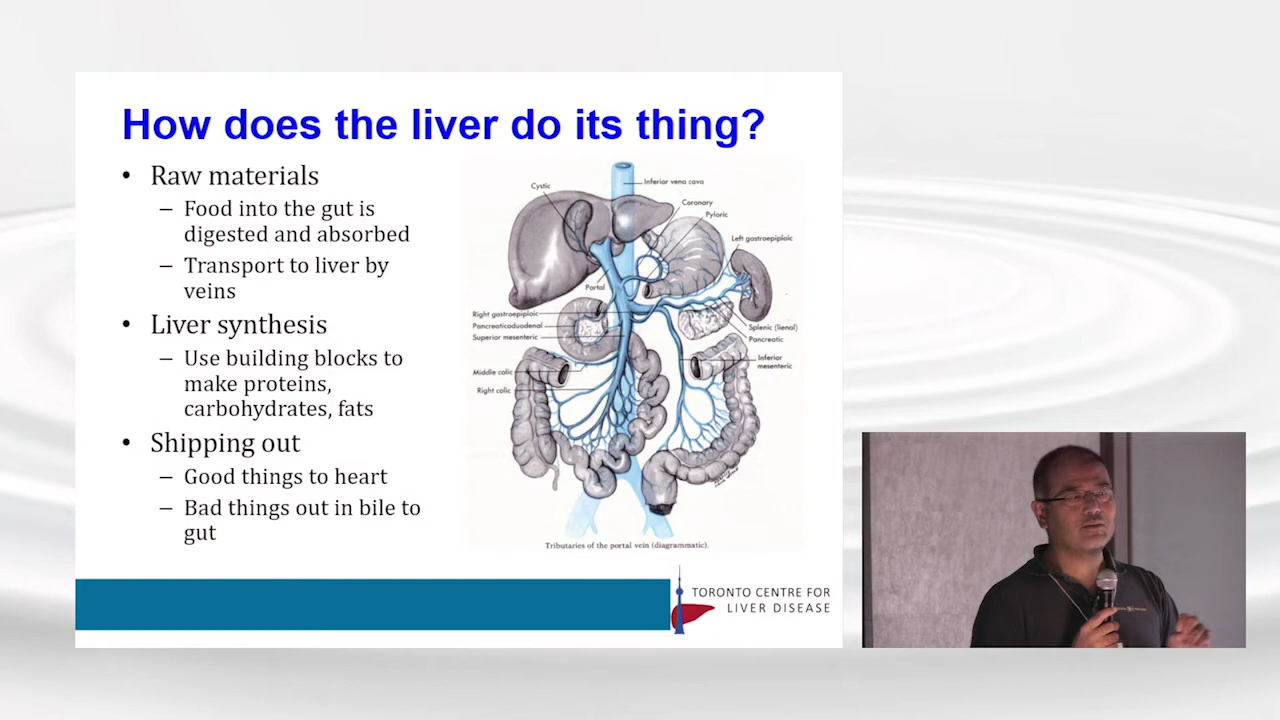 How does the liver do its thing?
• Raw materials
– Food into the gut is
digested and absorbed
– Transport to liver by
veins
• Liver synthesis
– Use building blocks to
make proteins,
carbohydrates, fats
• Shipping out
– Good things to heart
– Bad things out in bile to
gut
Cystic
Inferior vena cava
Coronary
Pyloric
Left gastroepiploic
Portal
Right gastroepiploic
Pancreaticoduodenal
Superior mesenteric
Splenic (lienal)
Pancreatic
Inferior
mesenteric
Middle colic
Right colic
Tributaries of the portal vein (diagrammatic).
TORONTO CENTRE FOR
LIVER DISEASE